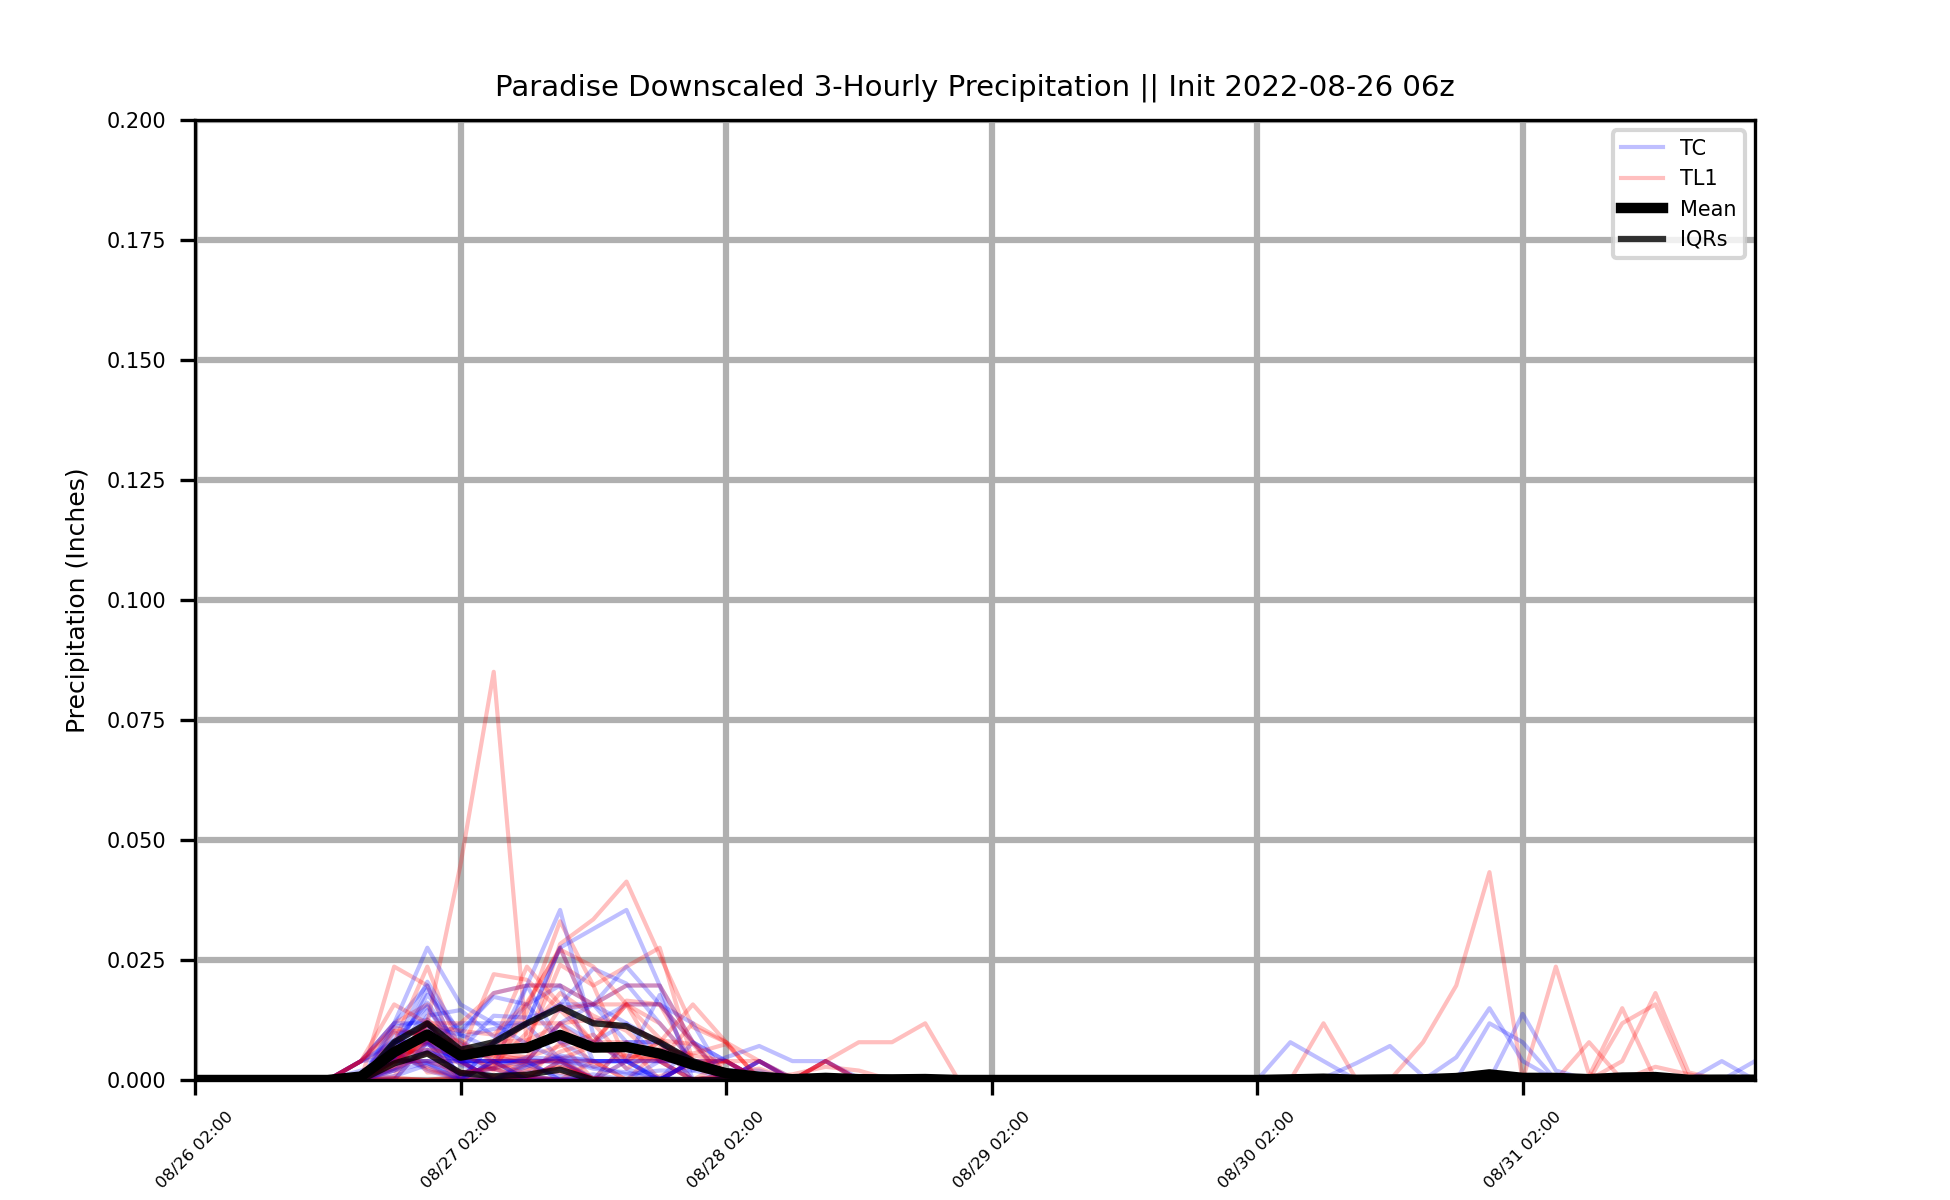 Paradise Downscaled 3-Hourly Precipitation || Init 2022-08-26 06z
TC
TL1
Mean
IQRs
Precipitation (Inches)
0.200
0.175
0.150
0.125
0.100
0.075
0.050
0.025
0.000
08/26 02:00
08/27 02:00
08/28 02:00
08/29 02:00
08/30 02:00
08/31 02:00